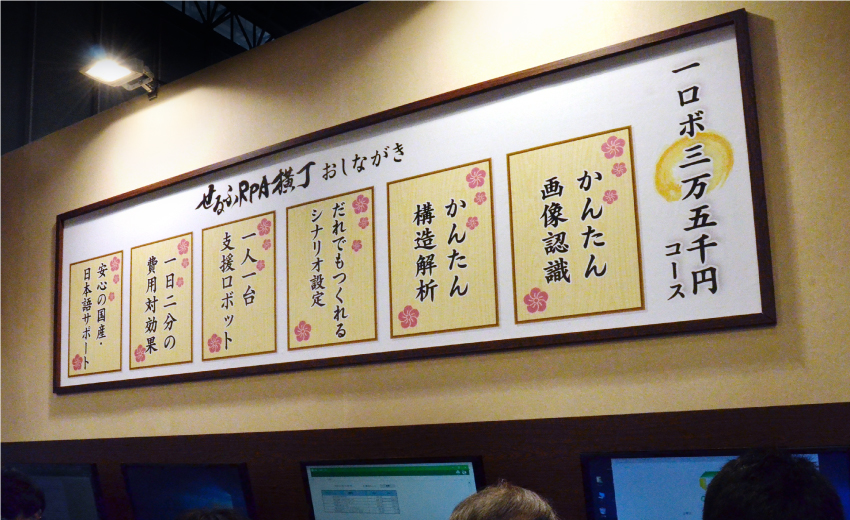 一ロボ三万五千円
コース
せるふRPA横丁 おしながき
かんたん
画像認識
かんたん
構造解析
だれでもつくれる
シナリオ設定
一人一台
支援ロボット
一日二分の
費用対効果
安心の国産・
日本語サポート